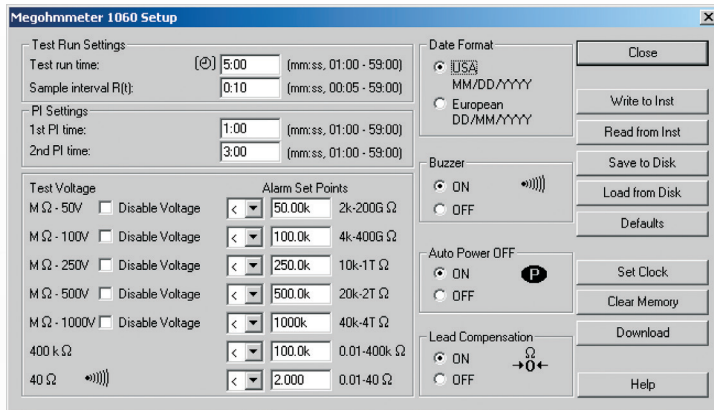 Megohmmeter 1060 Setup
Test Run Settings
Test run time: 5:00 (mm:ss, 01:00 - 59:00)
Sample interval R(t): 0:10 (mm:ss, 00:05 - 59:00)
PI Settings
1st PI time: 1:00 (mm:ss, 01:00 - 59:00)
2nd PI time: 3:00 (mm:ss, 01:00 - 59:00)
Test Voltage Alarm Set Points
M Ω - 50V Disable Voltage < 50.00k 2k-200G Ω
M Ω - 100V Disable Voltage < 100.0k 4k-400G Ω
M Ω - 250V Disable Voltage < 250.0k 10k-1T Ω
M Ω - 500V Disable Voltage < 500.0k 20k-2T Ω
M Ω - 1000V Disable Voltage < 1000k 40k-4T Ω
400 k Ω < 100.0k 0.01-400k Ω
40 Ω < 2.000 0.01-40 Ω
Date Format
USA
MM/DD/YYYY
European
DD/MM/YYYY
Buzzer
ON
OFF
Auto Power OFF
ON P
OFF
Lead Compensation
ON Ω
→0←
OFF
Close
Write to Inst
Read from Inst
Save to Disk
Load from Disk
Defaults
Set Clock
Clear Memory
Download
Help